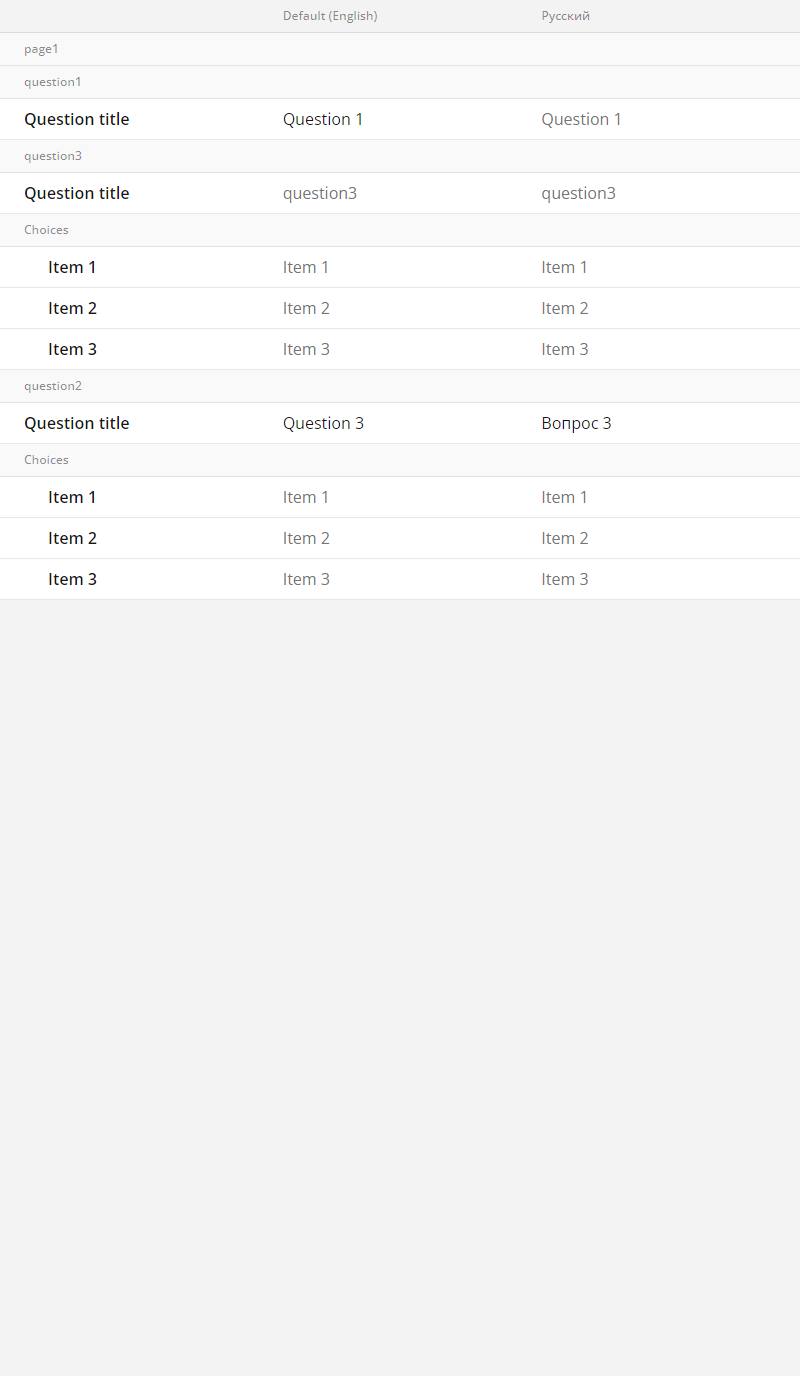 Default (English) Русский
page1
question1
Question title Question 1 Question 1
question3
Question title question3 question3
Choices
Item 1 Item 1 Item 1
Item 2 Item 2 Item 2
Item 3 Item 3 Item 3
question2
Question title Question 3 Вопрос 3
Choices
Item 1 Item 1 Item 1
Item 2 Item 2 Item 2
Item 3 Item 3 Item 3